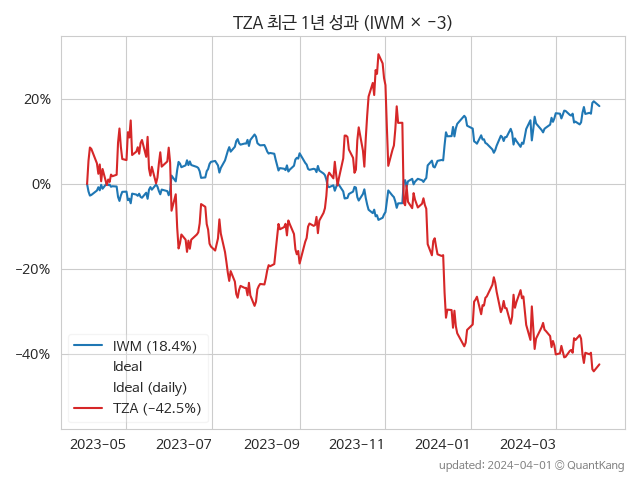 TZA 최근 1년 성과 (IWM × −3)
20%
0%
−20%
−40%
IWM (18.4%)
Ideal
Ideal (daily)
TZA (−42.5%)
2023−05 2023−07 2023−09 2023−11 2024−01 2024−03
updated: 2024−04−01 © QuantKang